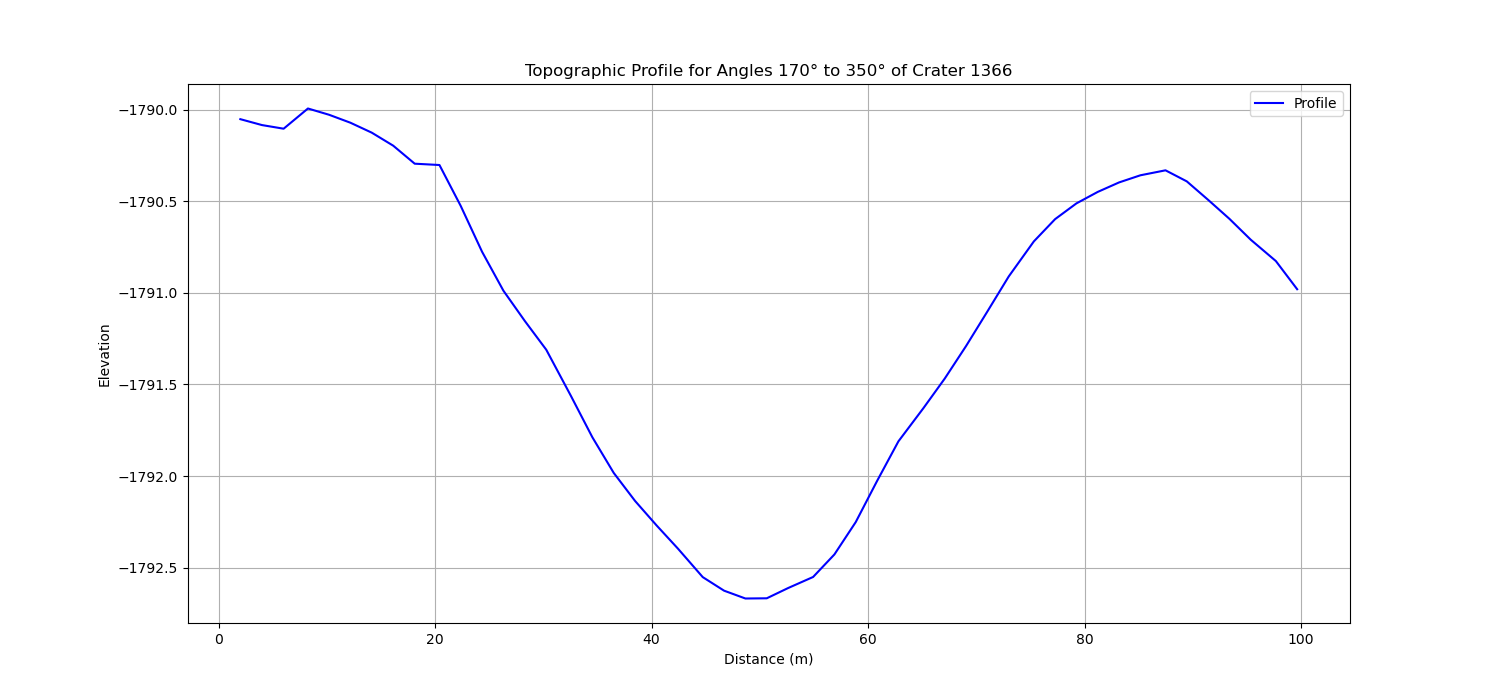 Topographic Profile for Angles 170° to 350° of Crater 1366
Profile
−1790.0
−1790.5
−1791.0
−1791.5
−1792.0
−1792.5
Elevation
0 20 40 60 80 100
Distance (m)